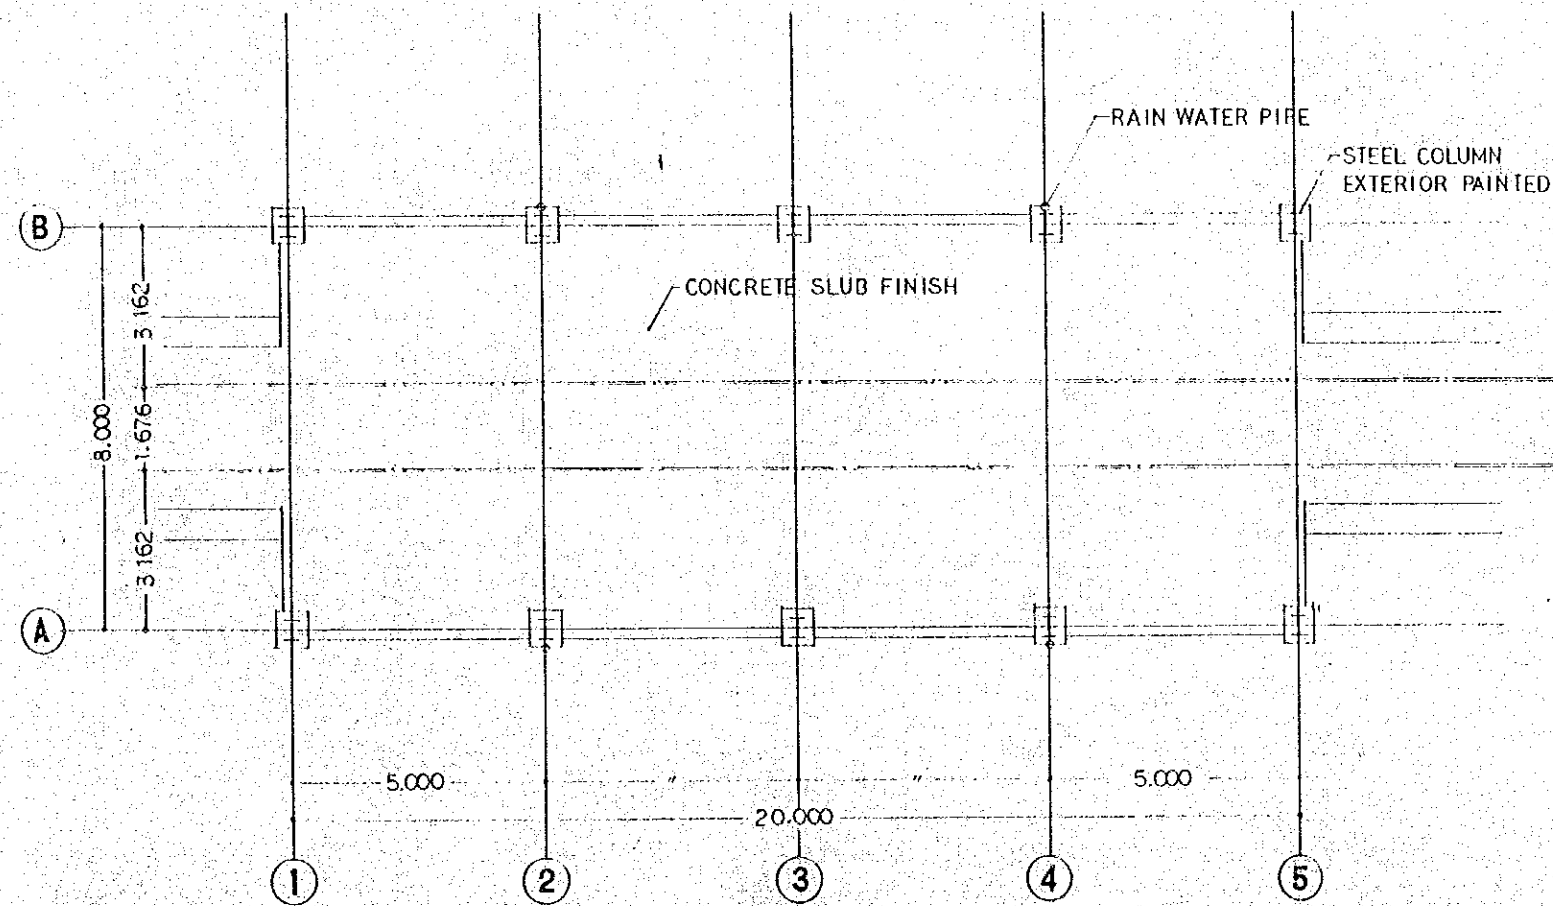 RAIN WATER PIPE
STEEL COLUMN
EXTERIOR PAINTED
B
CONCRETE SLUB FINISH
3 162
8.000
1.676
3 162
A
5.000 " " 5.000
20.000
1 2 3 4 5